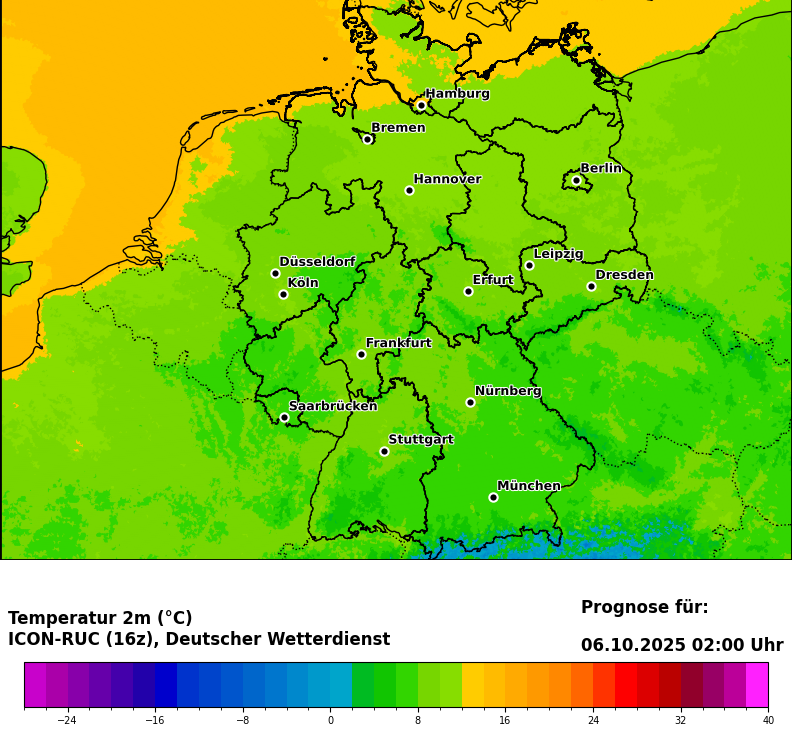 Hamburg
Bremen
Berlin
Hannover
Düsseldorf
Leipzig
Köln
Erfurt
Dresden
Frankfurt
Nürnberg
Saarbrücken
Stuttgart
München
Temperatur 2m (°C)
ICON-RUC (16z), Deutscher Wetterdienst
Prognose für:
06.10.2025 02:00 Uhr
−24 −16 −8 0 8 16 24 32 40